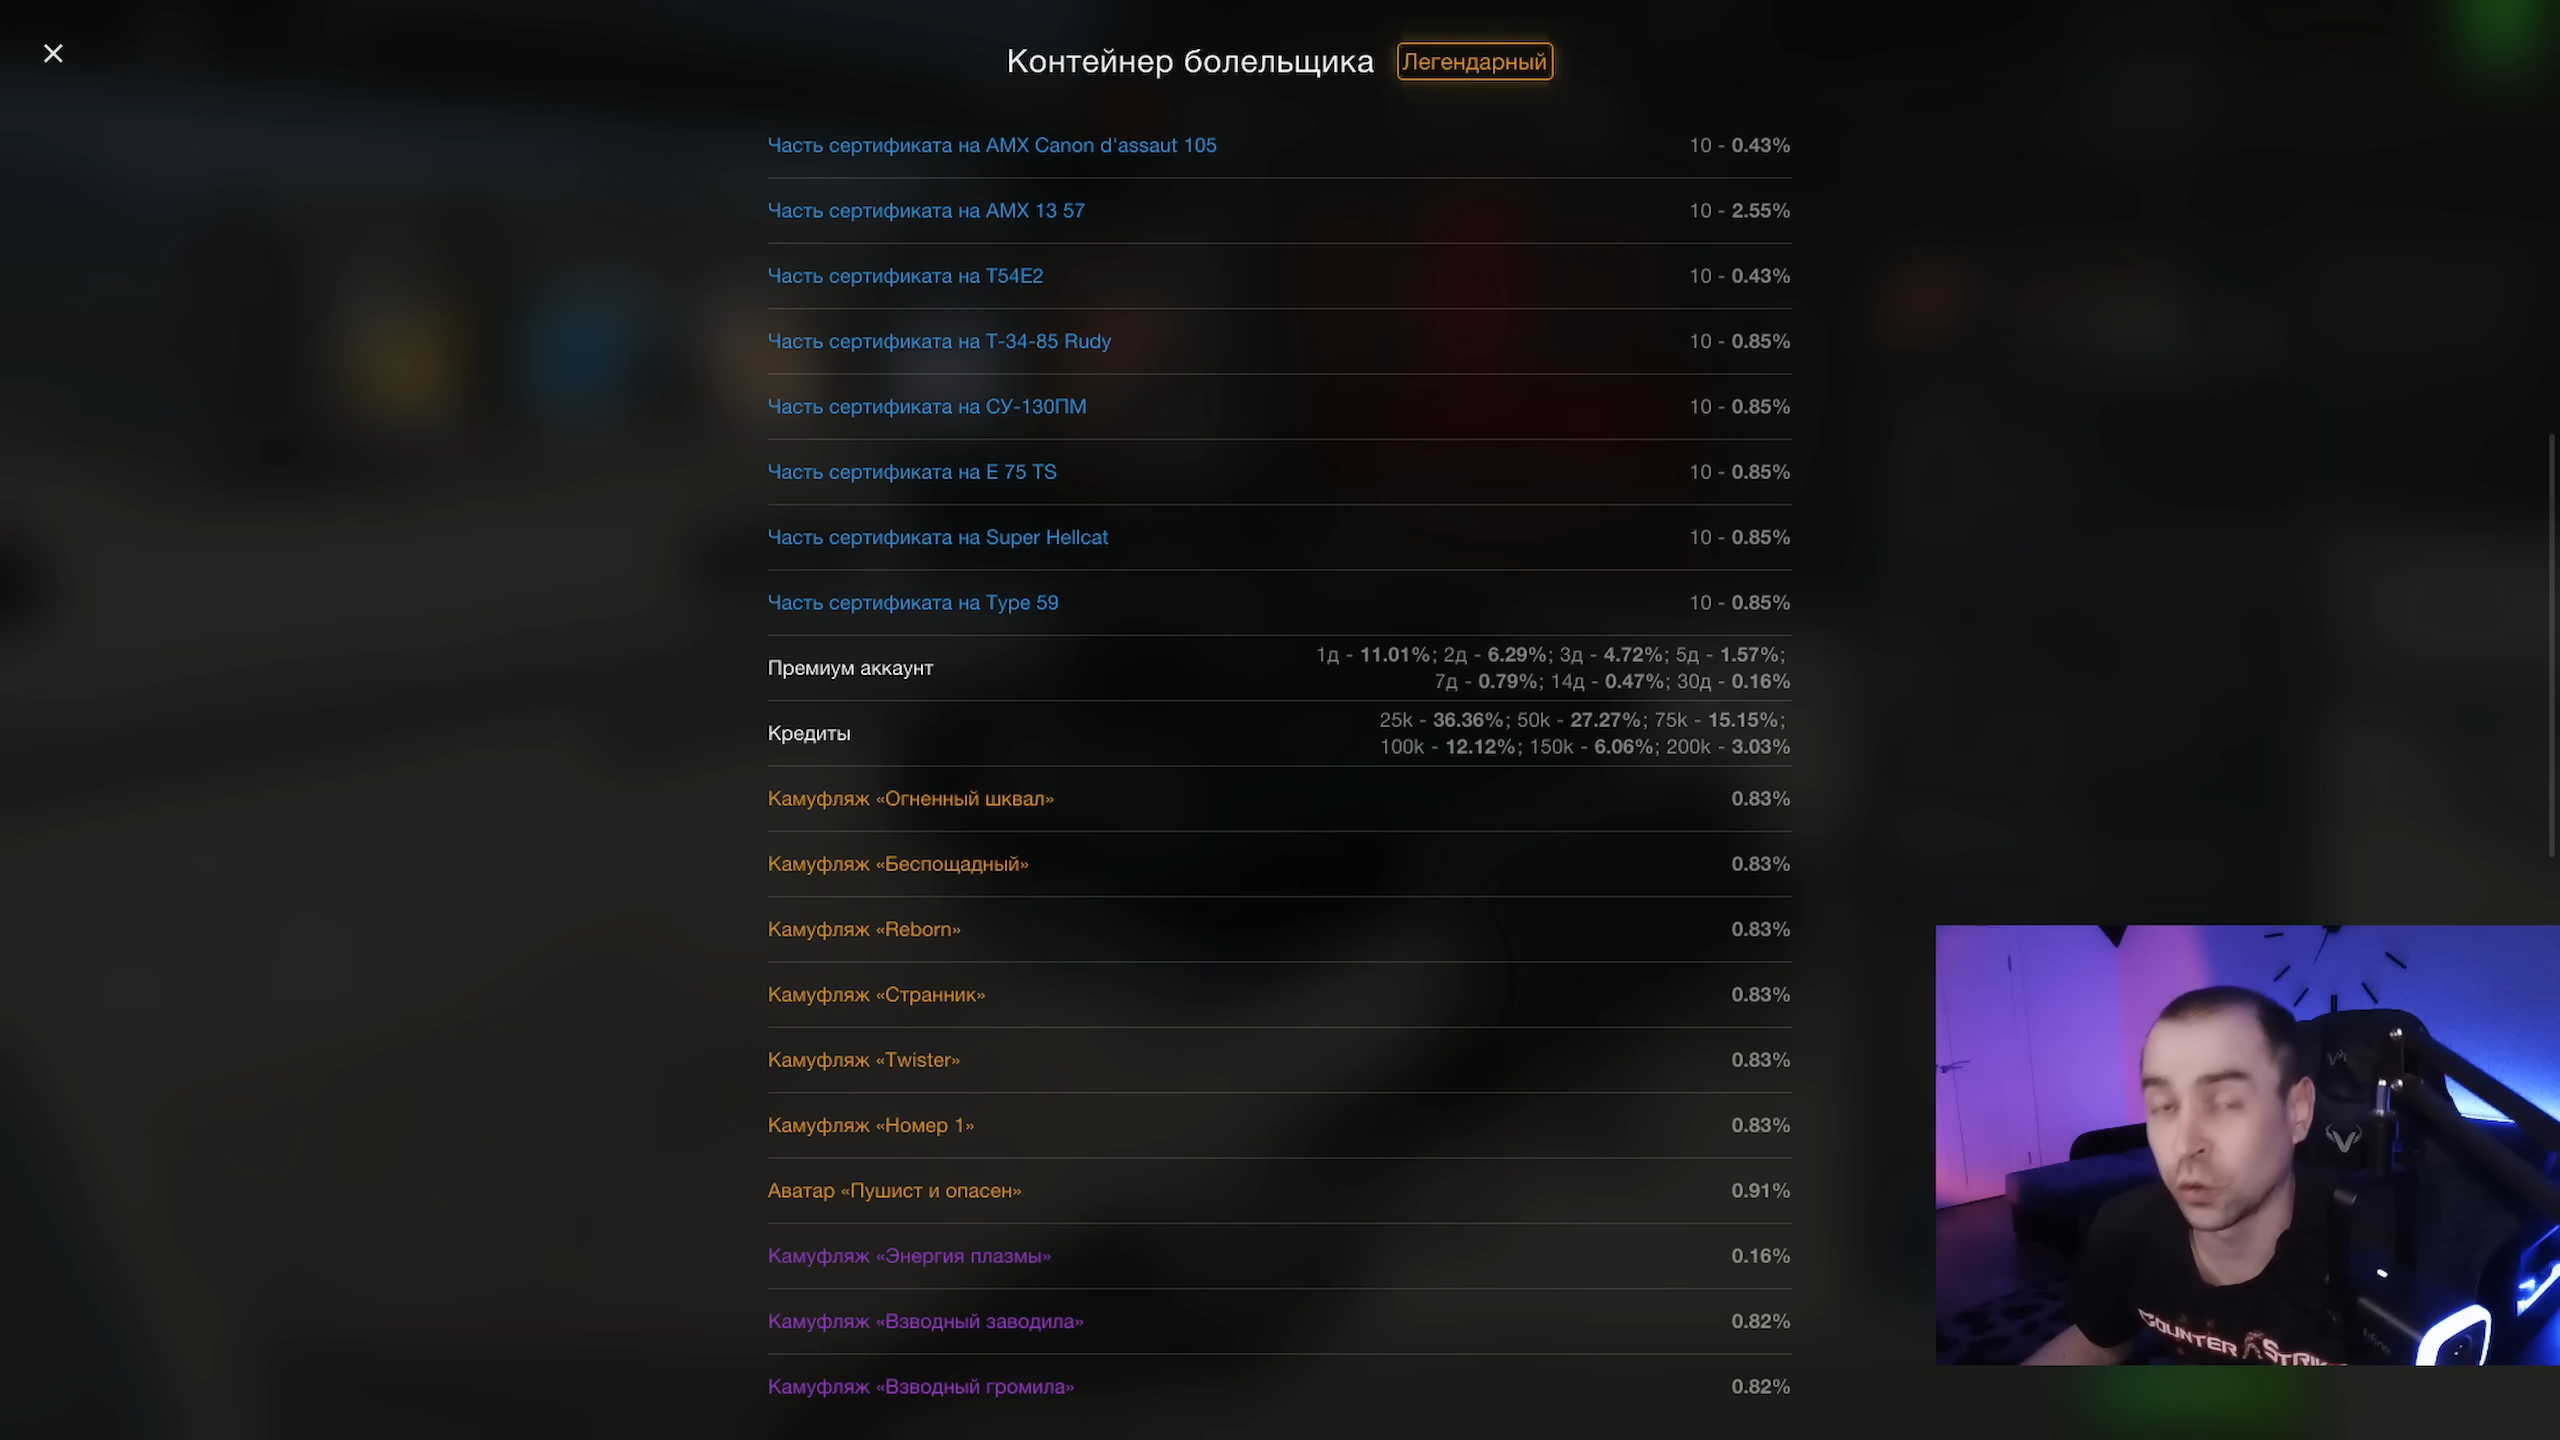 Контейнер болельщика Легендарный
Часть сертификата на AMX Canon d'assaut 105 10 - 0.43%
Часть сертификата на AMX 13 57 10 - 2.55%
Часть сертификата на T54E2 10 - 0.43%
Часть сертификата на Т-34-85 Rudy 10 - 0.85%
Часть сертификата на СУ-130ПМ 10 - 0.85%
Часть сертификата на E 75 TS 10 - 0.85%
Часть сертификата на Super Hellcat 10 - 0.85%
Часть сертификата на Type 59 10 - 0.85%
Премиум аккаунт 1д - 11.01%; 2д - 6.29%; 3д - 4.72%; 5д - 1.57%;
7д - 0.79%; 14д - 0.47%; 30д - 0.16%
Кредиты 25k - 36.36%; 50k - 27.27%; 75k - 15.15%;
100k - 12.12%; 150k - 6.06%; 200k - 3.03%
Камуфляж «Огненный шквал» 0.83%
Камуфляж «Беспощадный» 0.83%
Камуфляж «Reborn» 0.83%
Камуфляж «Странник» 0.83%
Камуфляж «Twister» 0.83%
Камуфляж «Номер 1» 0.83%
Аватар «Пушист и опасен» 0.91%
Камуфляж «Энергия плазмы» 0.16%
Камуфляж «Взводный заводила» 0.82%
Камуфляж «Взводный громила» 0.82%
COUNTER